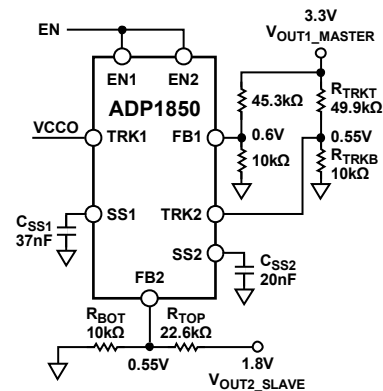 3.3V
VOUT1_MASTER
EN
EN1
EN2
ADP1850
45.3kΩ
RTRKT
49.9kΩ
VCCO
TRK1
FB1
0.6V
0.55V
10kΩ
RTRKB
10kΩ
CSS1
37nF
SS1
TRK2
SS2
CSS2
20nF
FB2
RBOT
10kΩ
RTOP
22.6kΩ
0.55V
1.8V
VOUT2_SLAVE